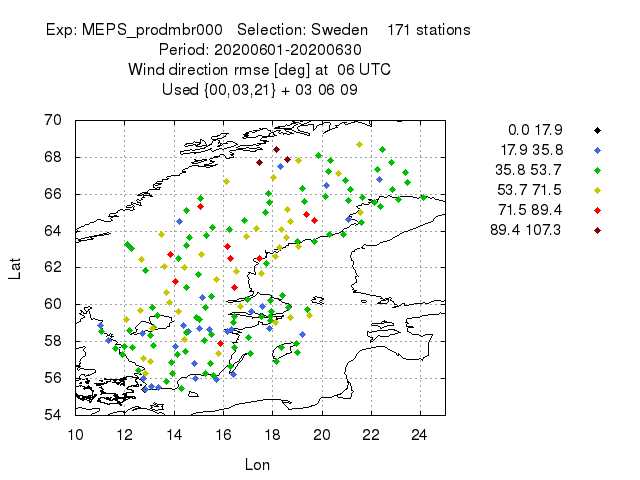 Exp: MEPS_prodmbr000   Selection: Sweden    171 stations
Period: 20200601-20200630
Wind direction rmse [deg] at  06 UTC
Used {00,03,21} + 03 06 09
70
68
66
64
62
60
58
56
54
Lat
10 12 14 16 18 20 22 24
Lon
0.0 17.9
17.9 35.8
35.8 53.7
53.7 71.5
71.5 89.4
89.4 107.3